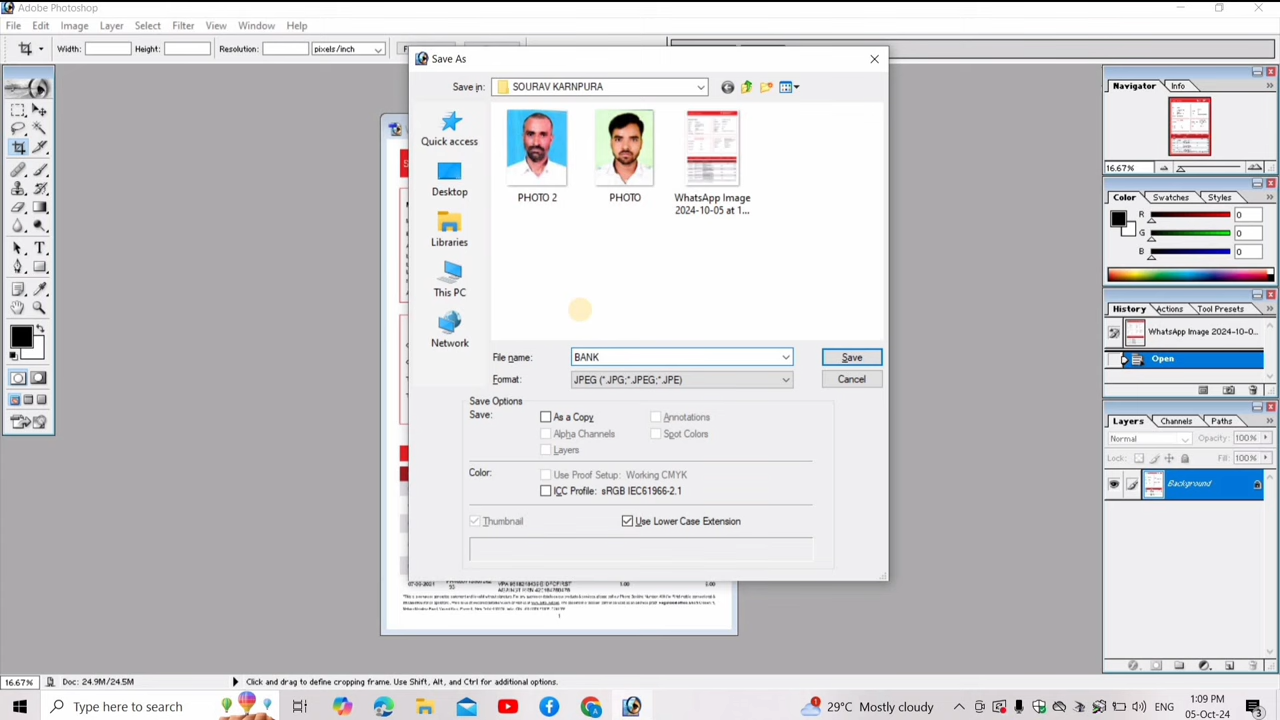 Adobe Photoshop
File Edit Image Layer Select Filter View Window Help
Width: Height: Resolution: pixels/inch
Save As
Save in: SOURAV KARNPURA
Quick access
Desktop
Libraries
This PC
Network
PHOTO 2
PHOTO
WhatsApp Image
2024-10-05 at 1...
File name: BANK
Save
Format: JPEG (*.JPG;*.JPEG;*.JPE)
Cancel
Save Options
Save: As a Copy Annotations
Alpha Channels Spot Colors
Layers
Color: Use Proof Setup: Working CMYK
ICC Profile: sRGB IEC61966-2.1
Thumbnail Use Lower Case Extension
Navigator Info
16.67%
Color Swatches Styles
R 0
G 0
B 0
History Actions Tool Presets
WhatsApp Image 2024-10-0...
Open
Layers Channels Paths
Normal Opacity: 100%
Lock: Fill: 100%
Background
16.67% Doc: 24.9M/24.5M Click and drag to define cropping frame. Use Shift, Alt, and Ctrl for additional options.
Type here to search
29°C Mostly cloudy
ENG
1:09 PM
05-Oct-24
3